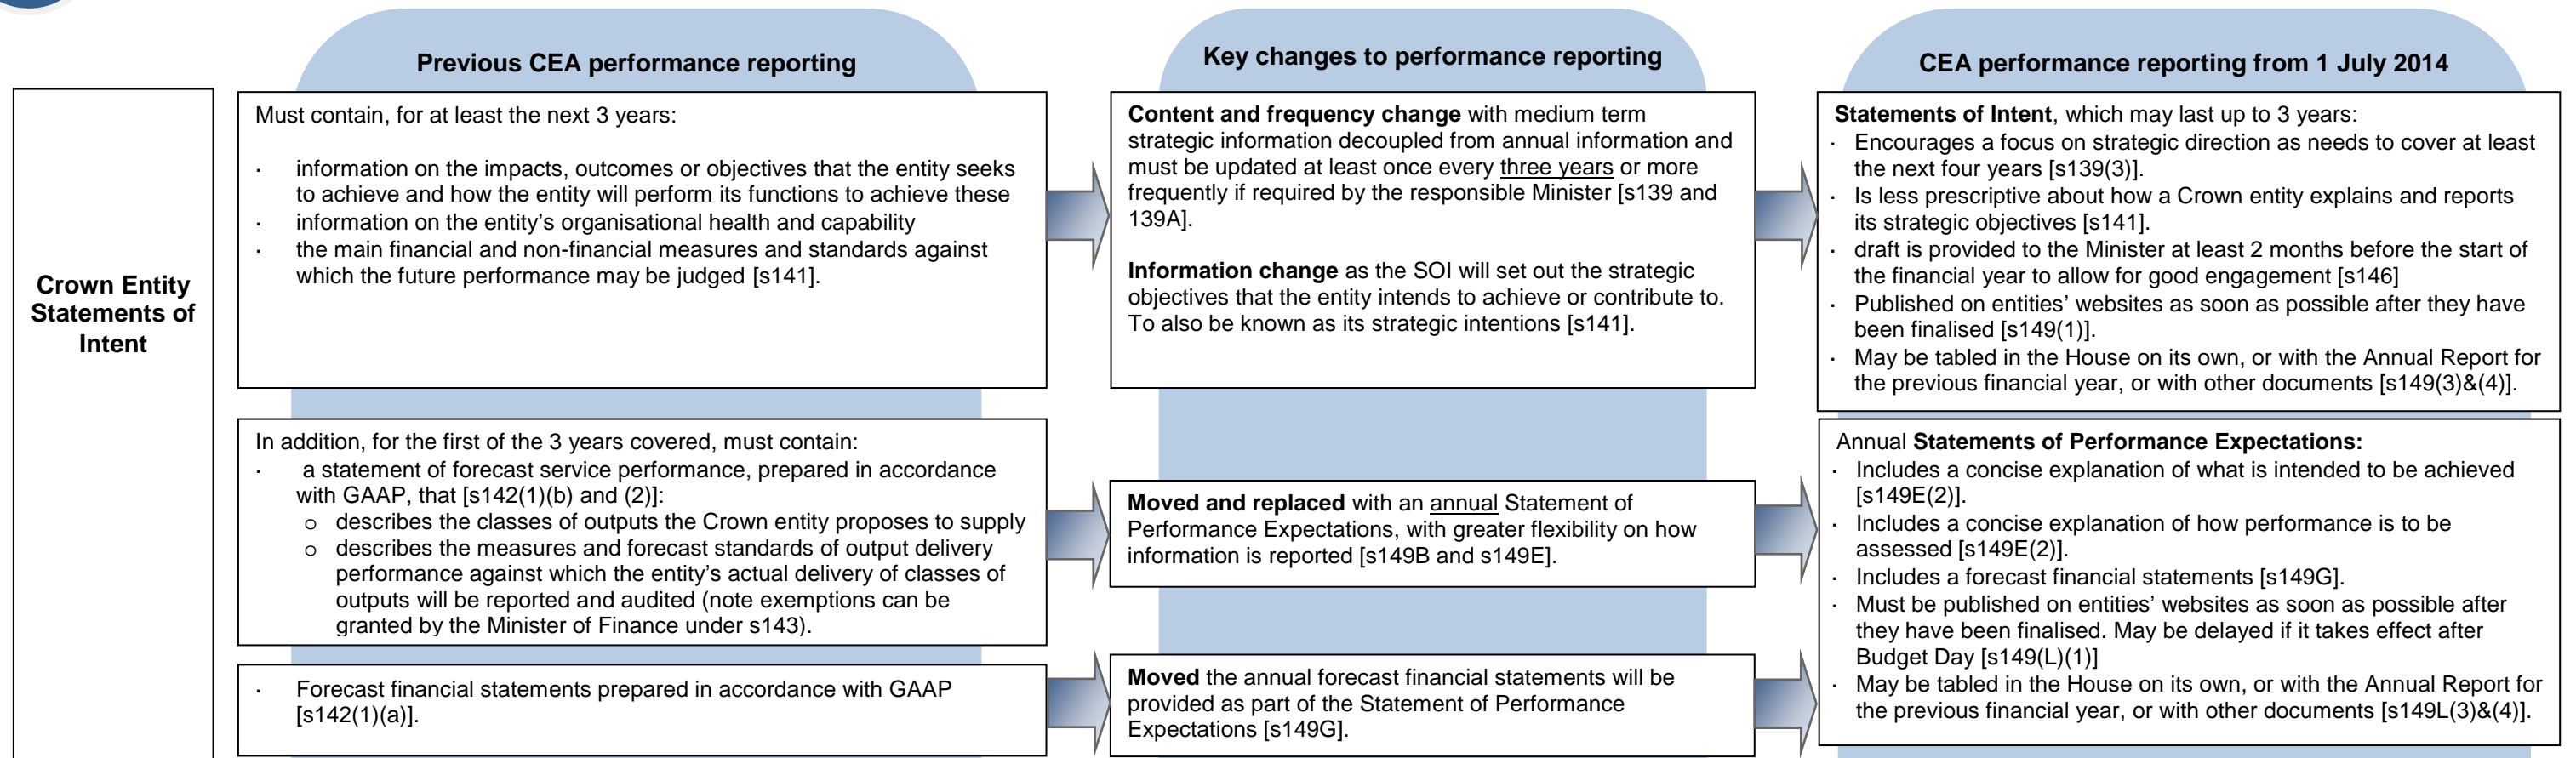 Previous CEA performance reporting
Key changes to performance reporting
CEA performance reporting from 1 July 2014
Crown Entity
Statements of
Intent
Must contain, for at least the next 3 years:
· information on the impacts, outcomes or objectives that the entity seeks
to achieve and how the entity will perform its functions to achieve these
· information on the entity’s organisational health and capability
· the main financial and non-financial measures and standards against
which the future performance may be judged [s141].
Content and frequency change with medium term
strategic information decoupled from annual information and
must be updated at least once every three years or more
frequently if required by the responsible Minister [s139 and
139A].
Information change as the SOI will set out the strategic
objectives that the entity intends to achieve or contribute to.
To also be known as its strategic intentions [s141].
Statements of Intent, which may last up to 3 years:
· Encourages a focus on strategic direction as needs to cover at least
the next four years [s139(3)].
· Is less prescriptive about how a Crown entity explains and reports
its strategic objectives [s141].
· draft is provided to the Minister at least 2 months before the start of
the financial year to allow for good engagement [s146]
· Published on entities’ websites as soon as possible after they have
been finalised [s149(1)].
· May be tabled in the House on its own, or with the Annual Report for
the previous financial year, or with other documents [s149(3)&(4)].
In addition, for the first of the 3 years covered, must contain:
· a statement of forecast service performance, prepared in accordance
with GAAP, that [s142(1)(b) and (2)]:
o describes the classes of outputs the Crown entity proposes to supply
o describes the measures and forecast standards of output delivery
performance against which the entity’s actual delivery of classes of
outputs will be reported and audited (note exemptions can be
granted by the Minister of Finance under s143).
Moved and replaced with an annual Statement of
Performance Expectations, with greater flexibility on how
information is reported [s149B and s149E].
Annual Statements of Performance Expectations:
· Includes a concise explanation of what is intended to be achieved
[s149E(2)].
· Includes a concise explanation of how performance is to be
assessed [s149E(2)].
· Includes a forecast financial statements [s149G].
· Must be published on entities’ websites as soon as possible after
they have been finalised. May be delayed if it takes effect after
Budget Day [s149(L)(1)]
· May be tabled in the House on its own, or with the Annual Report for
the previous financial year, or with other documents [s149L(3)&(4)].
· Forecast financial statements prepared in accordance with GAAP
[s142(1)(a)].
Moved the annual forecast financial statements will be
provided as part of the Statement of Performance
Expectations [s149G].